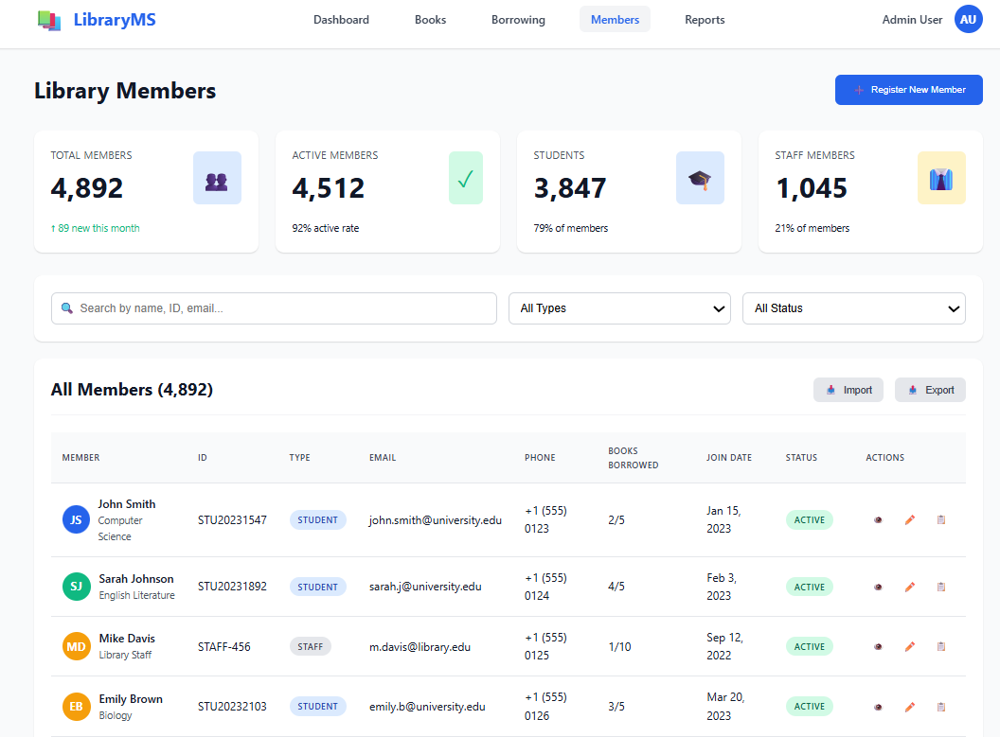 LibraryMS
Dashboard
Books
Borrowing
Members
Reports
Admin User
AU
Library Members
Register New Member
TOTAL MEMBERS
4,892
↑ 89 new this month
ACTIVE MEMBERS
4,512
92% active rate
STUDENTS
3,847
79% of members
STAFF MEMBERS
1,045
21% of members
Search by name, ID, email...
All Types
All Status
All Members (4,892)
Import
Export
MEMBER
ID
TYPE
EMAIL
PHONE
BOOKS
BORROWED
JOIN DATE
STATUS
ACTIONS
JS
John Smith
Computer
Science
STU20231547
STUDENT
john.smith@university.edu
+1 (555)
0123
2/5
Jan 15,
2023
ACTIVE
SJ
Sarah Johnson
English Literature
STU20231892
STUDENT
sarah.j@university.edu
+1 (555)
0124
4/5
Feb 3,
2023
ACTIVE
MD
Mike Davis
Library Staff
STAFF-456
STAFF
m.davis@library.edu
+1 (555)
0125
1/10
Sep 12,
2022
ACTIVE
EB
Emily Brown
Biology
STU20232103
STUDENT
emily.b@university.edu
+1 (555)
0126
3/5
Mar 20,
2023
ACTIVE